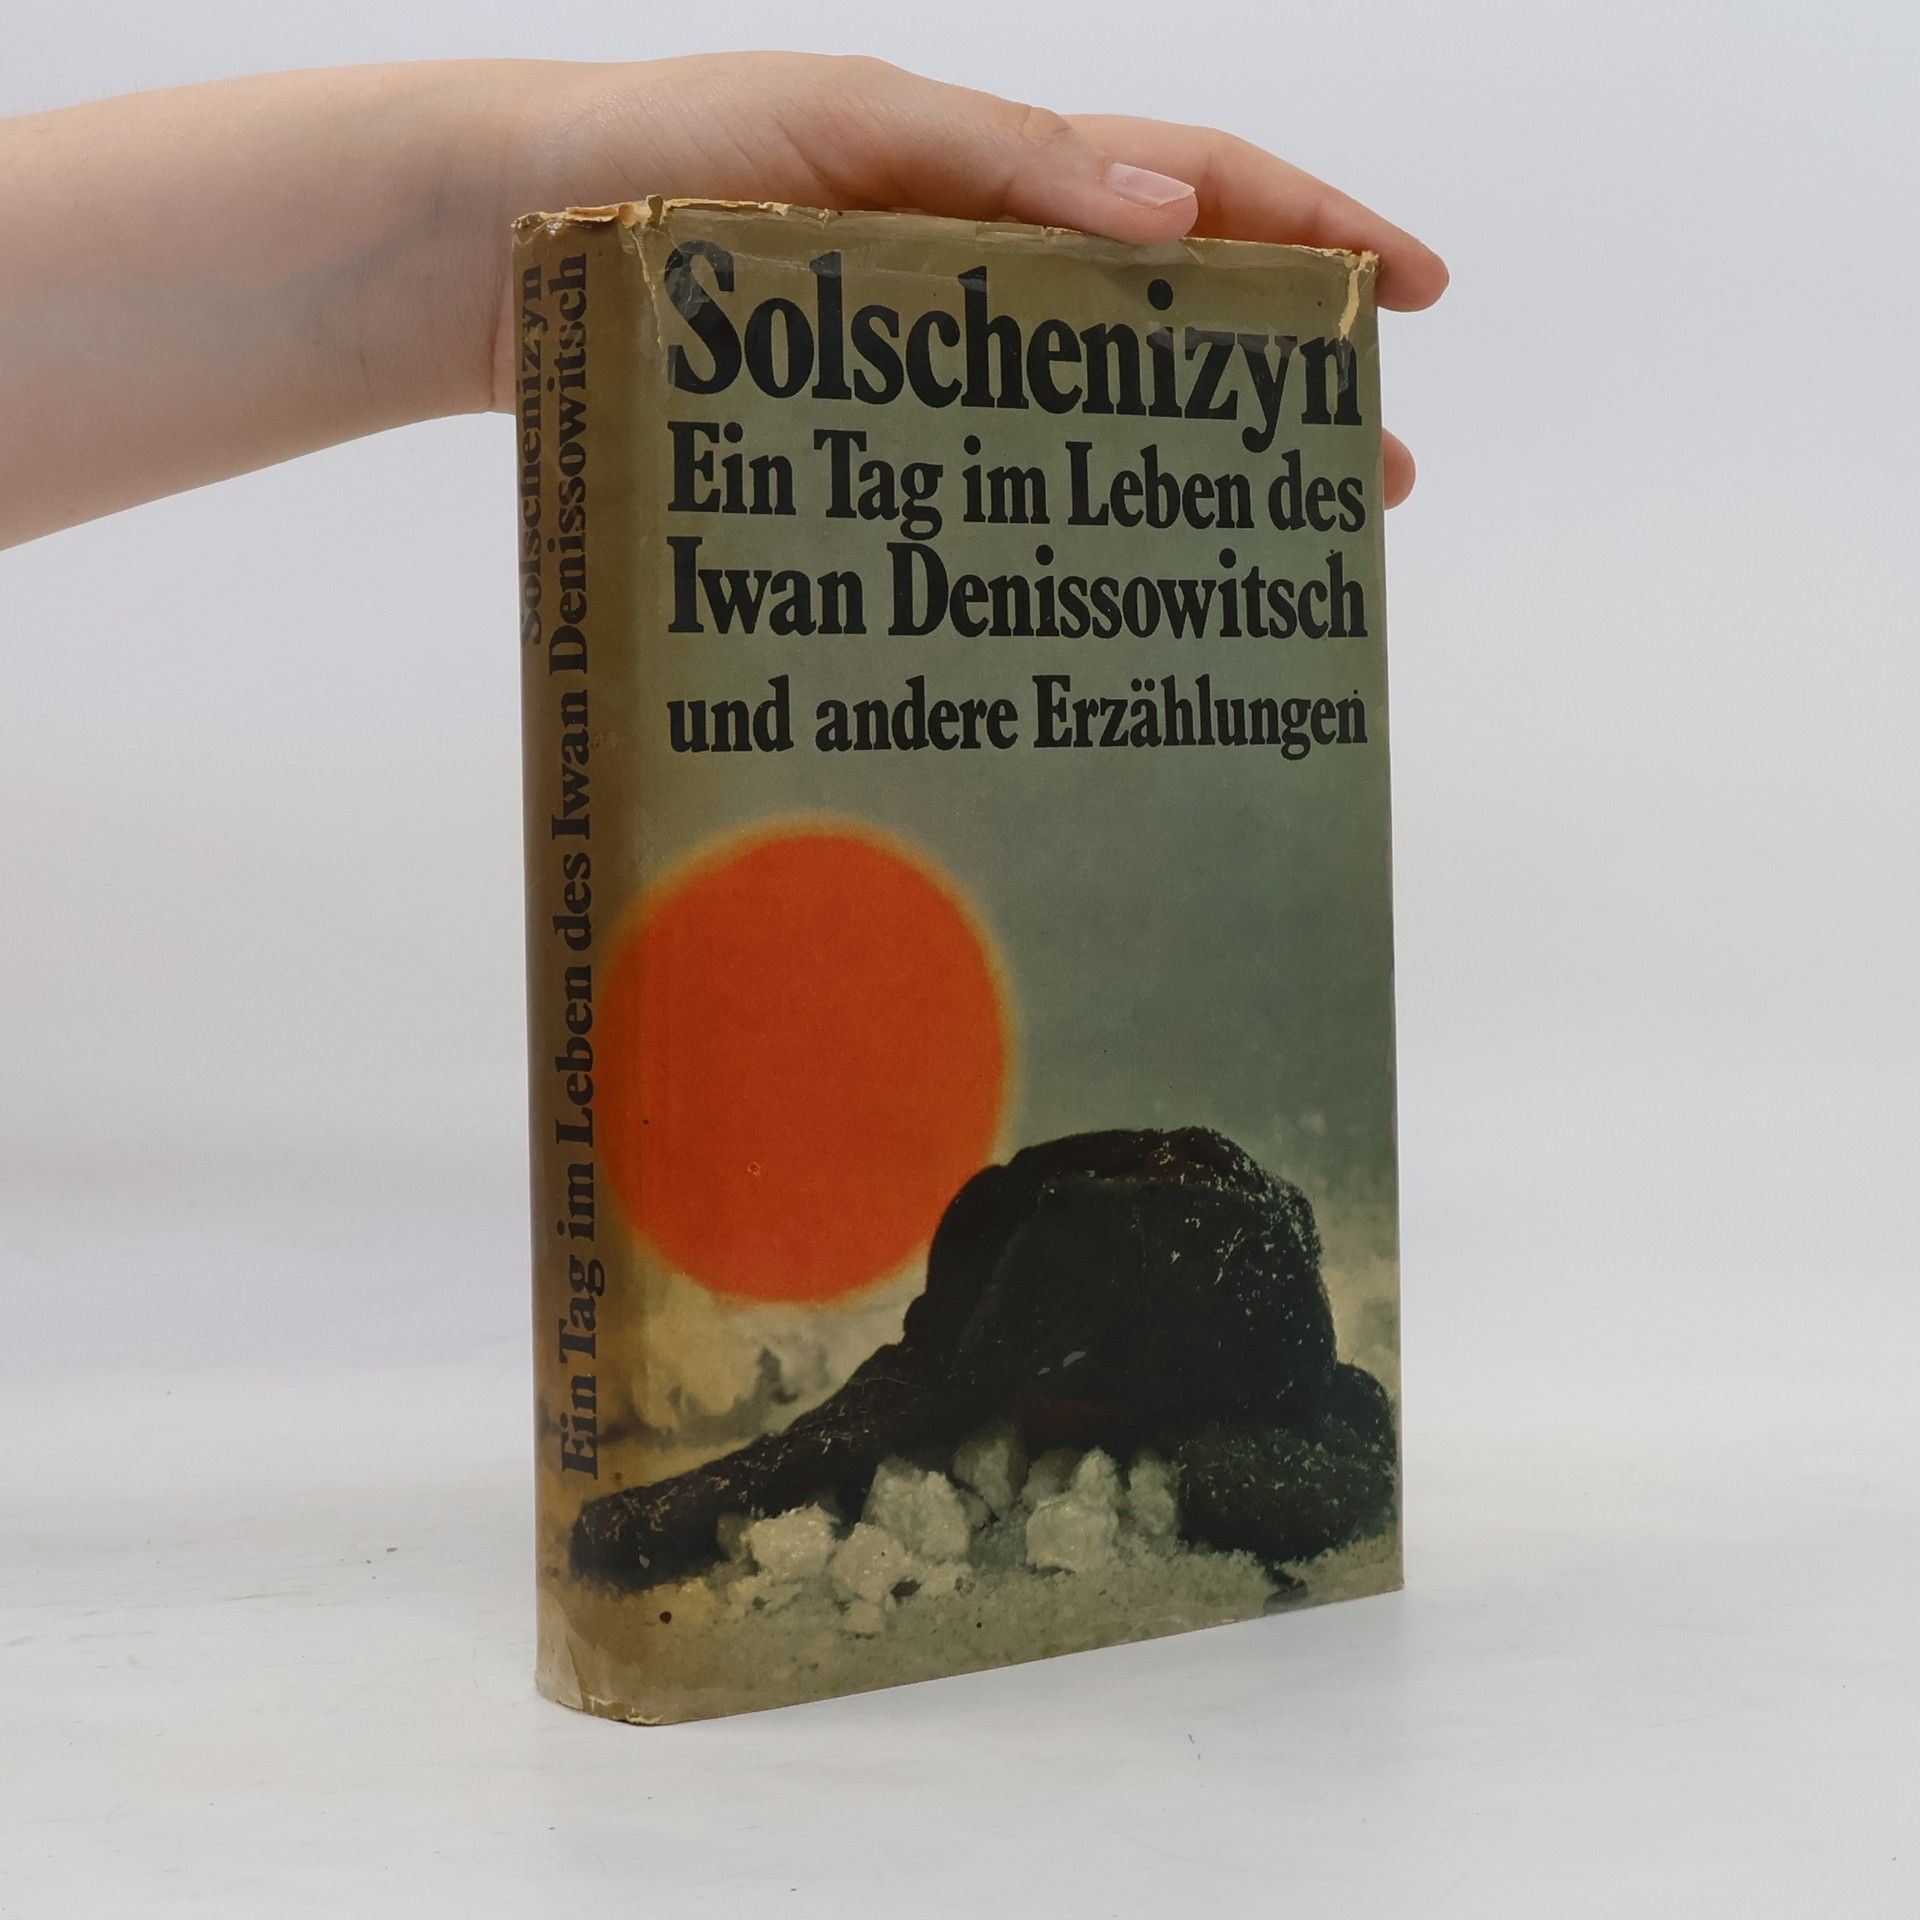 Solschenizyn
Ein Tag im Leben des
Iwan Denissowitsch
und andere Erzählungen
Solschenizyn
Ein Tag im Leben des Iwan Denissowitsch